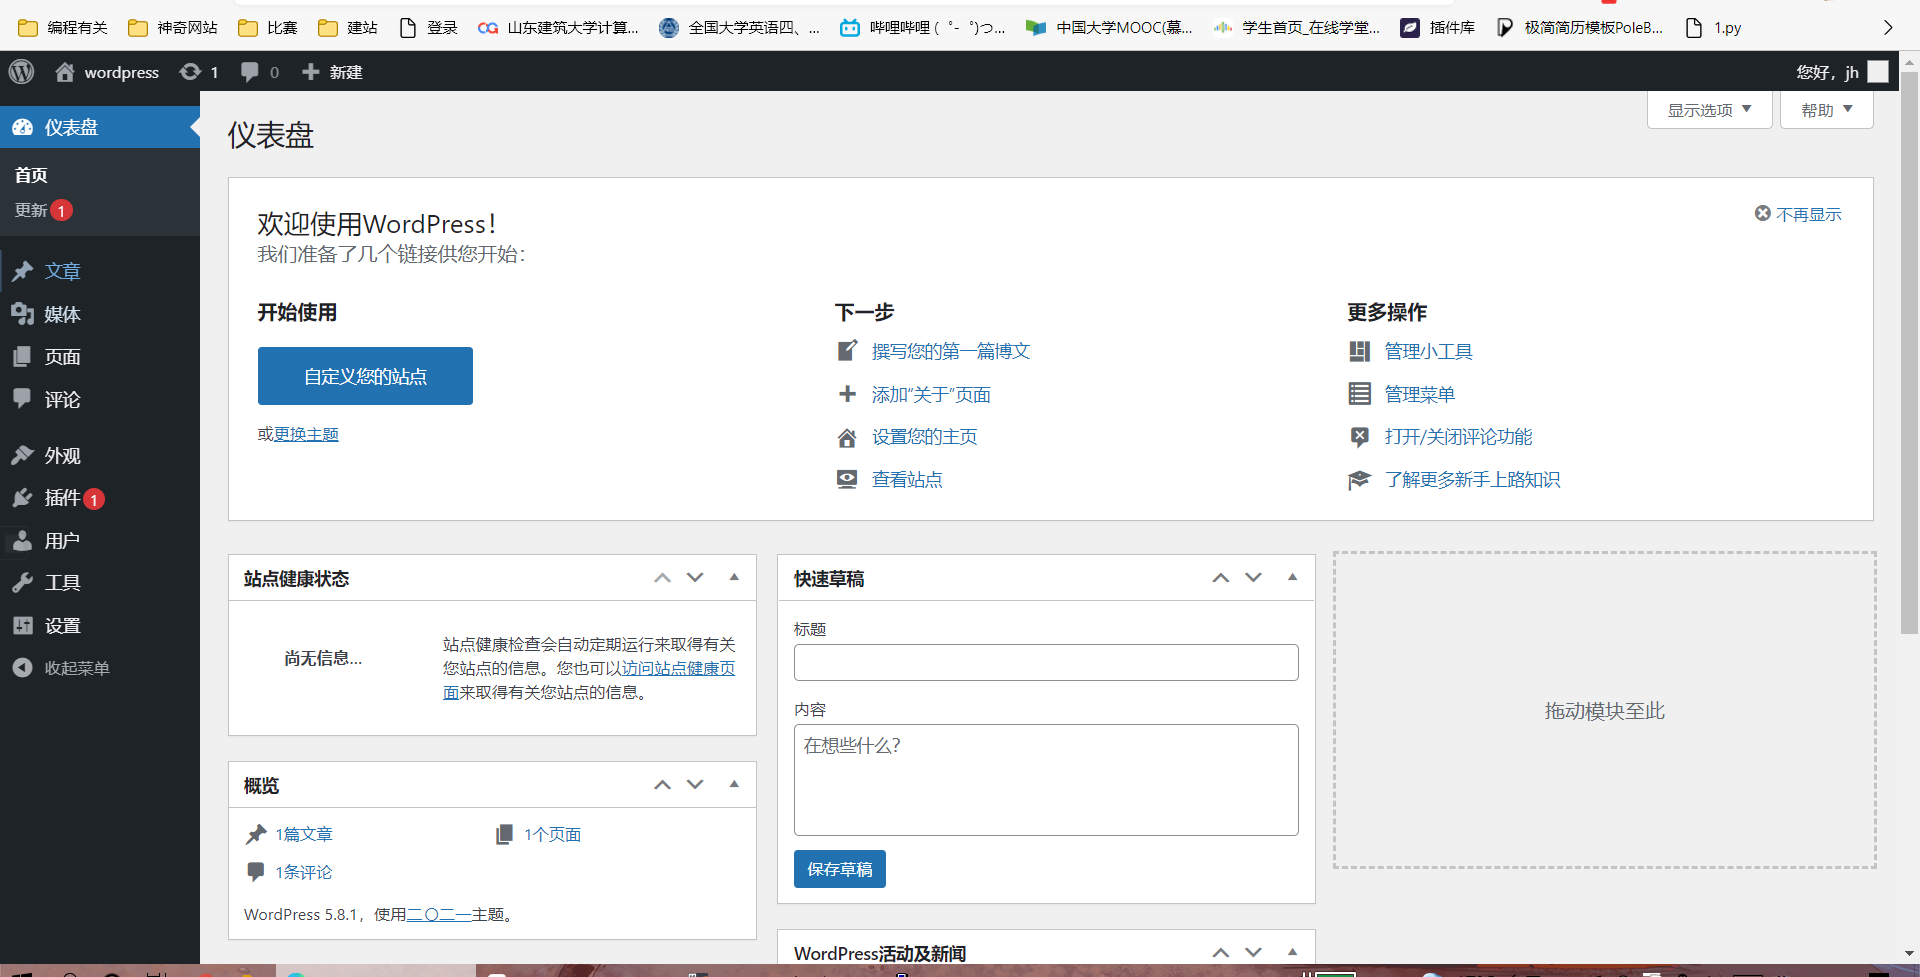 编程有关 神奇网站 比赛 建站 登录 山东建筑大学计算... 全国大学英语四、... 哔哩哔哩 (゜-゜)つ... 中国大学MOOC(慕... 学生首页_在线学堂... 插件库 极简简历模板PoleB... 1.py
wordpress 1 0 新建 您好，jh
显示选项 帮助
仪表盘
首页
更新 1
文章
媒体
页面
评论
外观
插件 1
用户
工具
设置
收起菜单
仪表盘
欢迎使用WordPress！
我们准备了几个链接供您开始：
不再显示
开始使用
自定义您的站点
或更换主题
下一步
撰写您的第一篇博文
添加“关于”页面
设置您的主页
查看站点
更多操作
管理小工具
管理菜单
打开/关闭评论功能
了解更多新手上路知识
站点健康状态
尚无信息...
站点健康检查会自动定期运行来取得有关
您站点的信息。您也可以访问站点健康页
面来取得有关您站点的信息。
概览
1篇文章 1个页面
1条评论
WordPress 5.8.1，使用二〇二一主题。
快速草稿
标题
内容
在想些什么？
保存草稿
WordPress活动及新闻
拖动模块至此